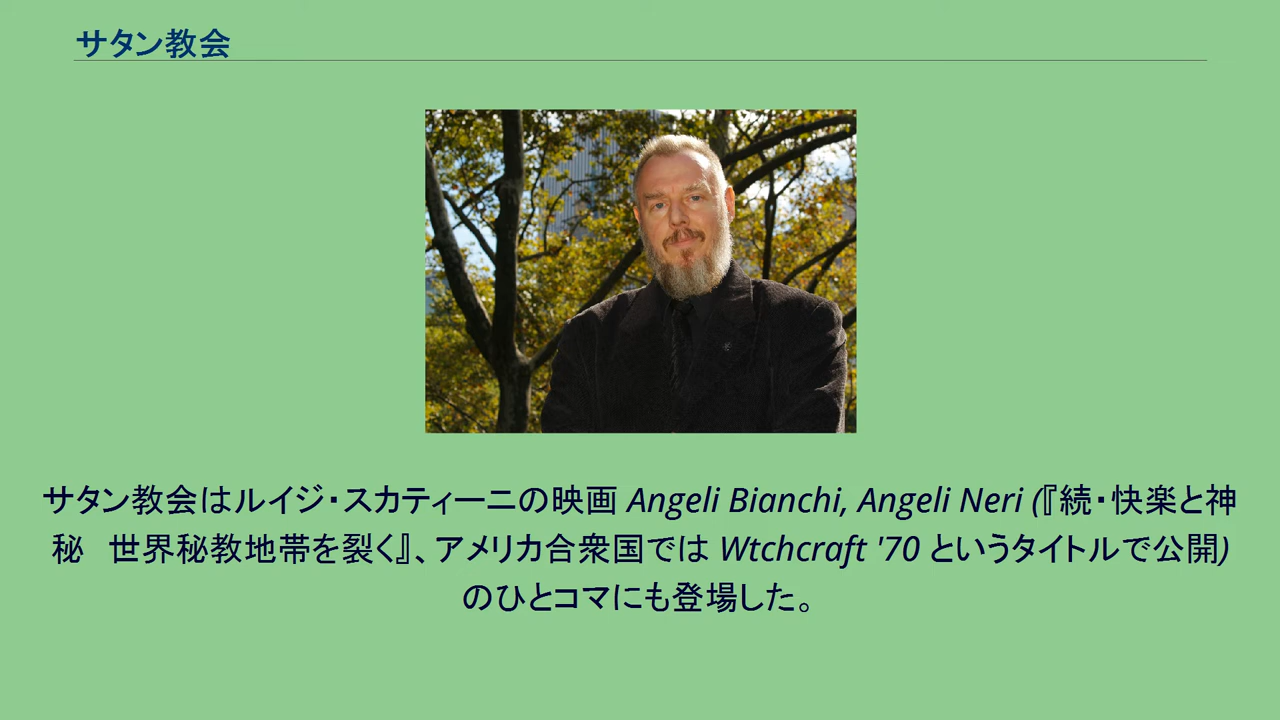 サタン教会
サタン教会はルイジ・スカティーニの映画 Angeli Bianchi, Angeli Neri (『続・快楽と神
秘　世界秘教地帯を裂く』、アメリカ合衆国では Wtchcraft '70 というタイトルで公開)
のひとコマにも登場した。